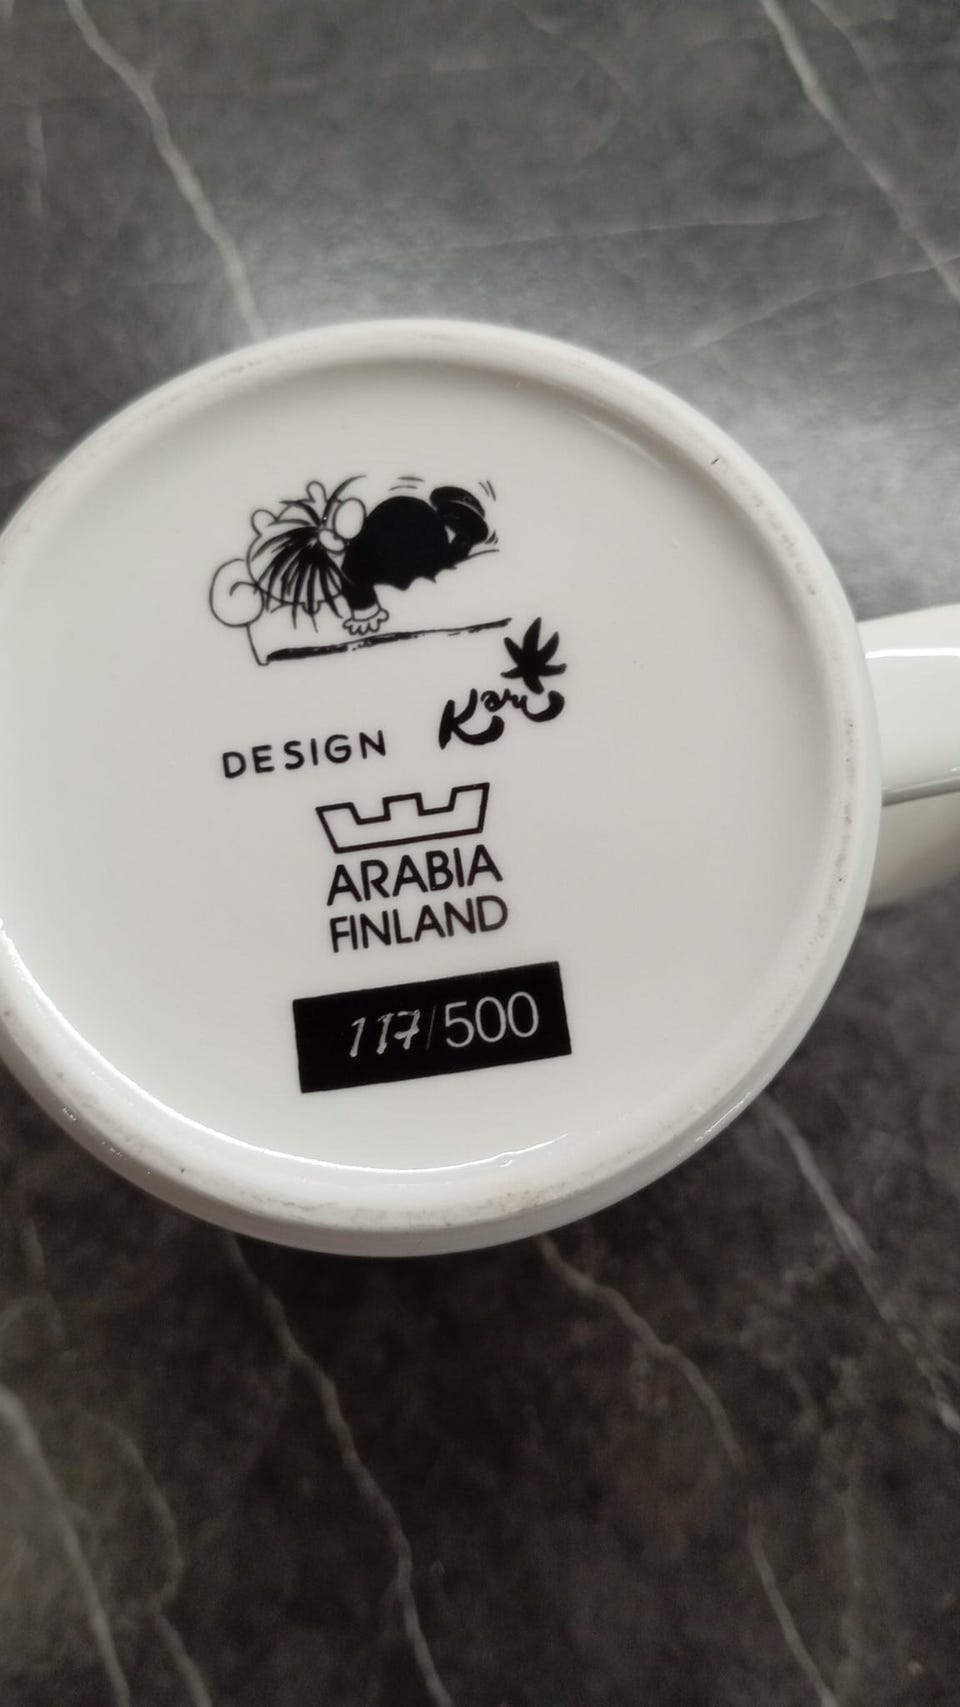 DESIGN Kari
ARABIA
FINLAND
117/500